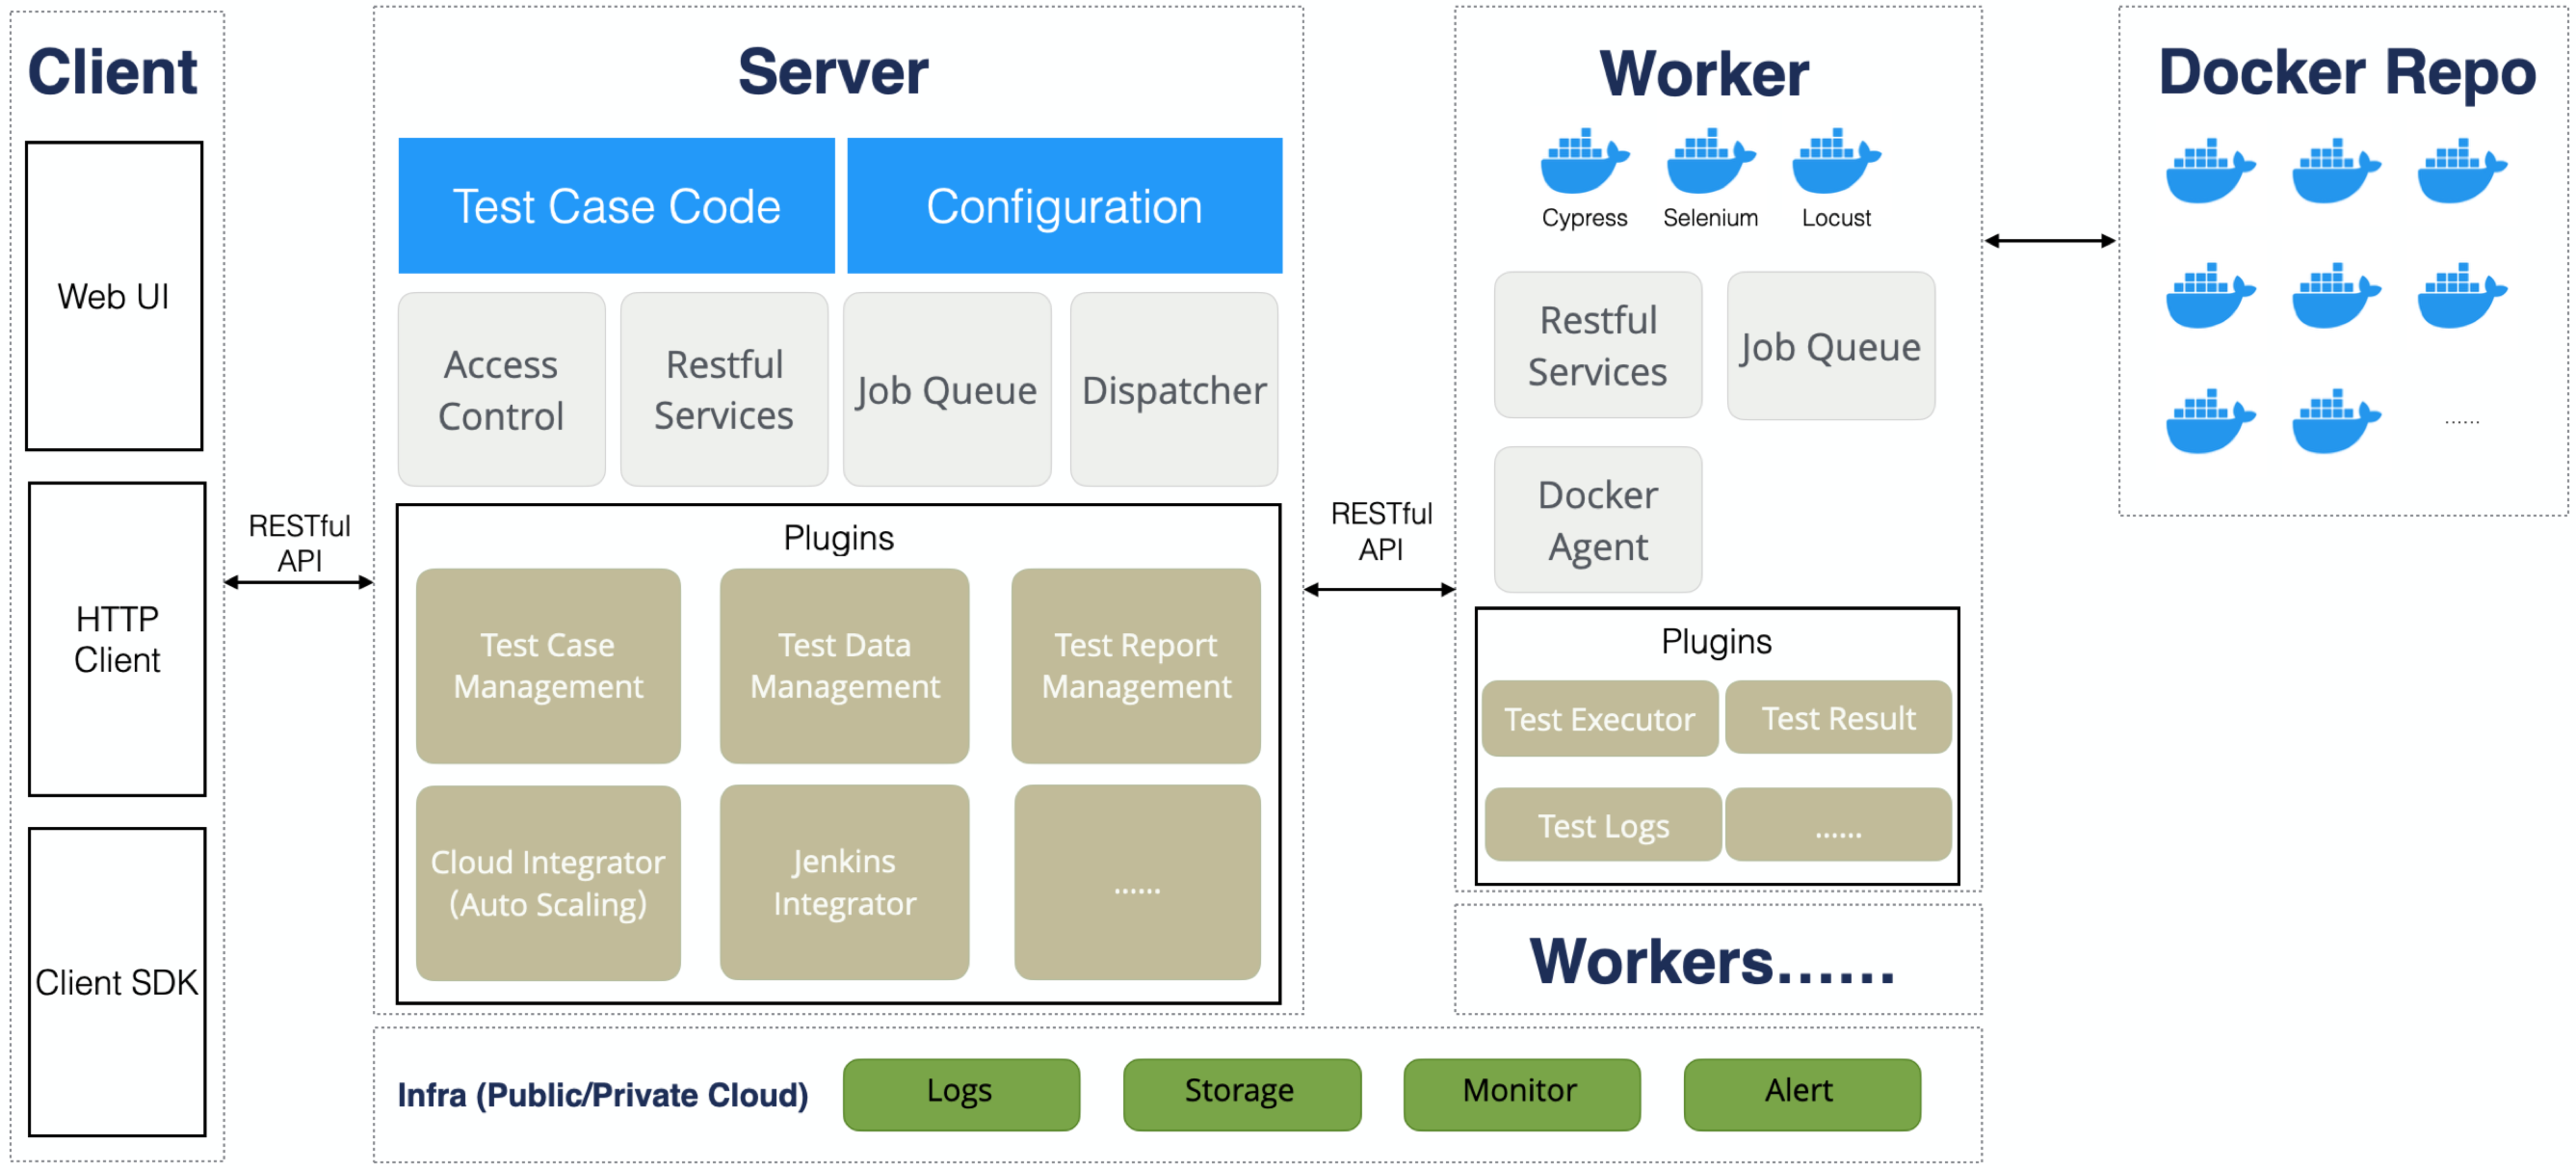 Client
Web UI
HTTP
Client
Client SDK
RESTful
API
Server
Test Case Code
Configuration
Access
Control
Restful
Services
Job Queue
Dispatcher
Plugins
Test Case
Management
Test Data
Management
Test Report
Management
Cloud Integrator
(Auto Scaling)
Jenkins
Integrator
......
RESTful
API
Worker
Cypress
Selenium
Locust
Restful
Services
Job Queue
Docker
Agent
Plugins
Test Executor
Test Result
Test Logs
......
Workers......
Docker Repo
......
Infra (Public/Private Cloud)
Logs
Storage
Monitor
Alert